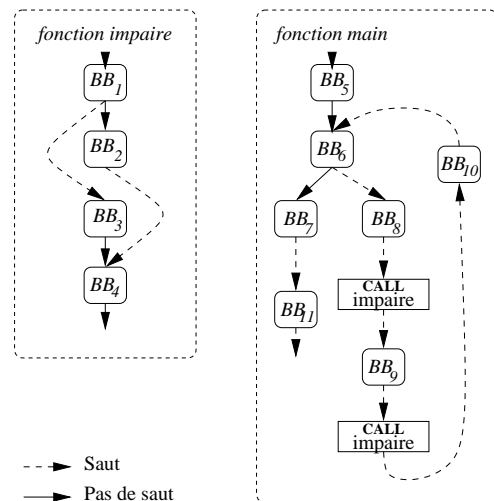 fonction impaire
BB1
BB2
BB3
BB4
fonction main
BB5
BB6
BB10
BB7
BB8
CALL
impaire
BB11
BB9
CALL
impaire
Saut
Pas de saut